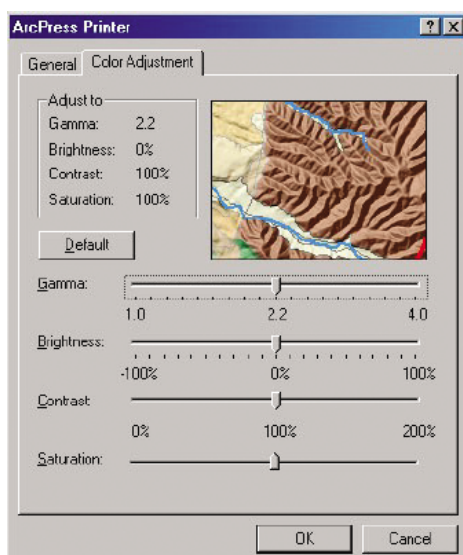 ArcPress Printer
General Color Adjustment
Adjust to
Gamma: 2.2
Brightness: 0%
Contrast: 100%
Saturation: 100%
Default
Gamma:
1.0 2.2 4.0
Brightness:
-100% 0% 100%
Contrast
0% 100% 200%
Saturation:
OK Cancel